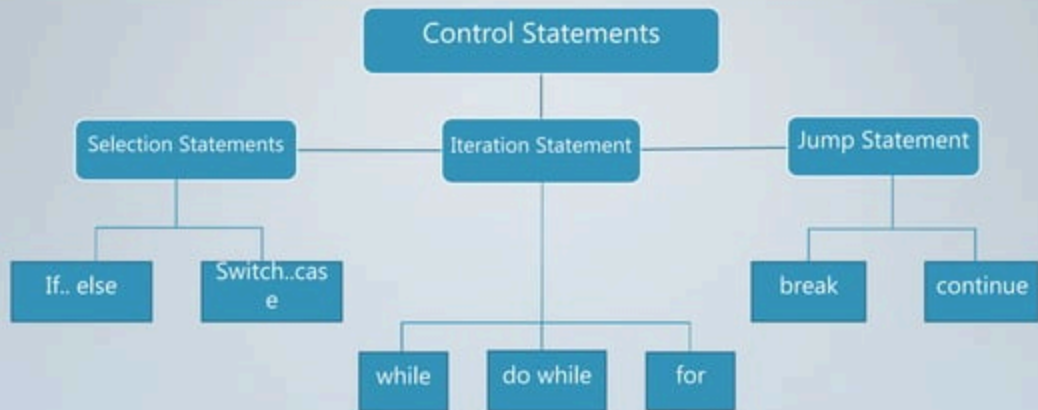 Control Statements
Selection Statements
Iteration Statement
Jump Statement
If.. else
Switch..cas
e
break
continue
while
do while
for